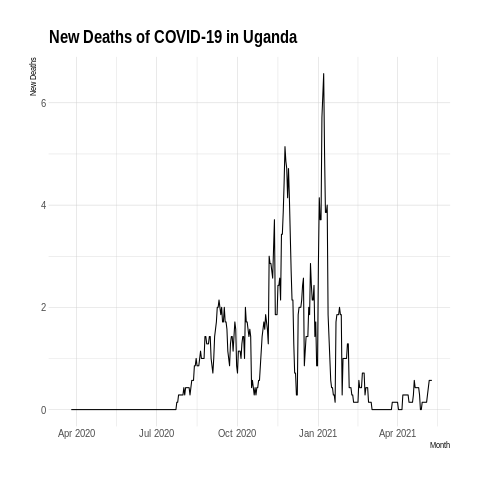 New Deaths of COVID-19 in Uganda
New Deaths
6
4
2
0
Apr 2020 Jul 2020 Oct 2020 Jan 2021 Apr 2021
Month